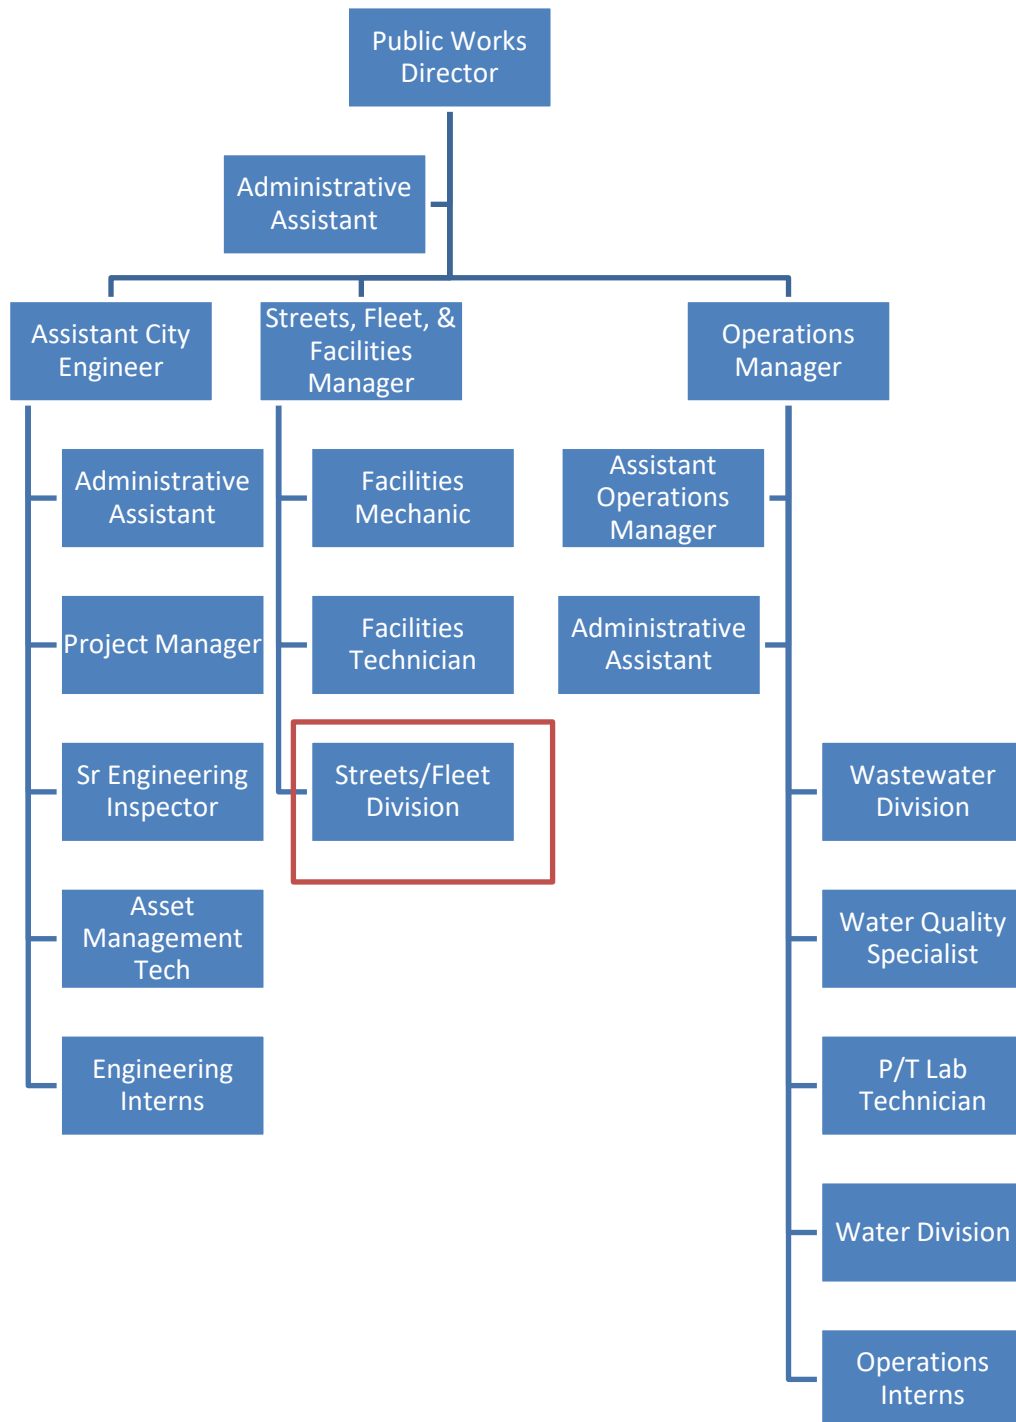 Public Works
Director
Administrative
Assistant
Assistant City
Engineer
Streets, Fleet, &
Facilities
Manager
Operations
Manager
Administrative
Assistant
Project Manager
Sr Engineering
Inspector
Asset
Management
Tech
Engineering
Interns
Facilities
Mechanic
Facilities
Technician
Streets/Fleet
Division
Assistant
Operations
Manager
Administrative
Assistant
Wastewater
Division
Water Quality
Specialist
P/T Lab
Technician
Water Division
Operations
Interns